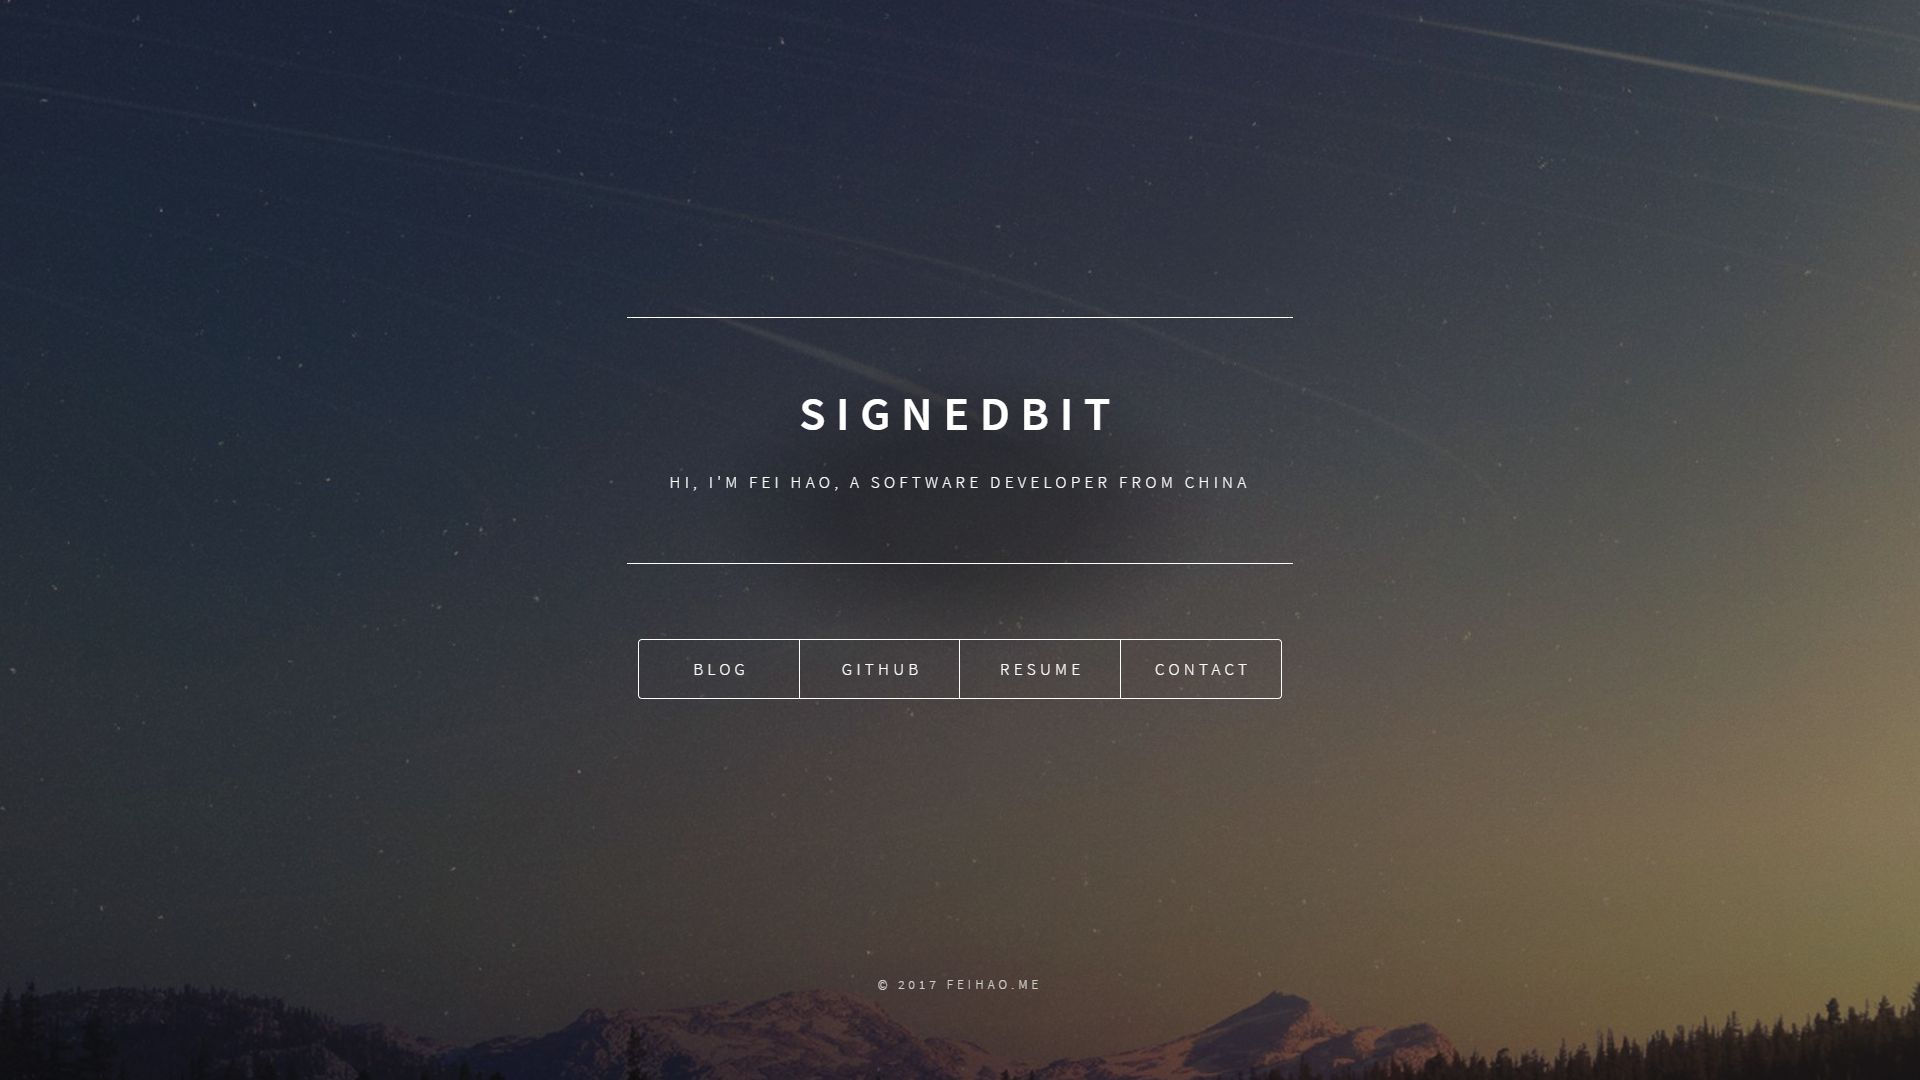 SIGNEDBIT
HI, I'M FEI HAO, A SOFTWARE DEVELOPER FROM CHINA
BLOG GITHUB RESUME CONTACT
© 2017 FEIHAO.ME